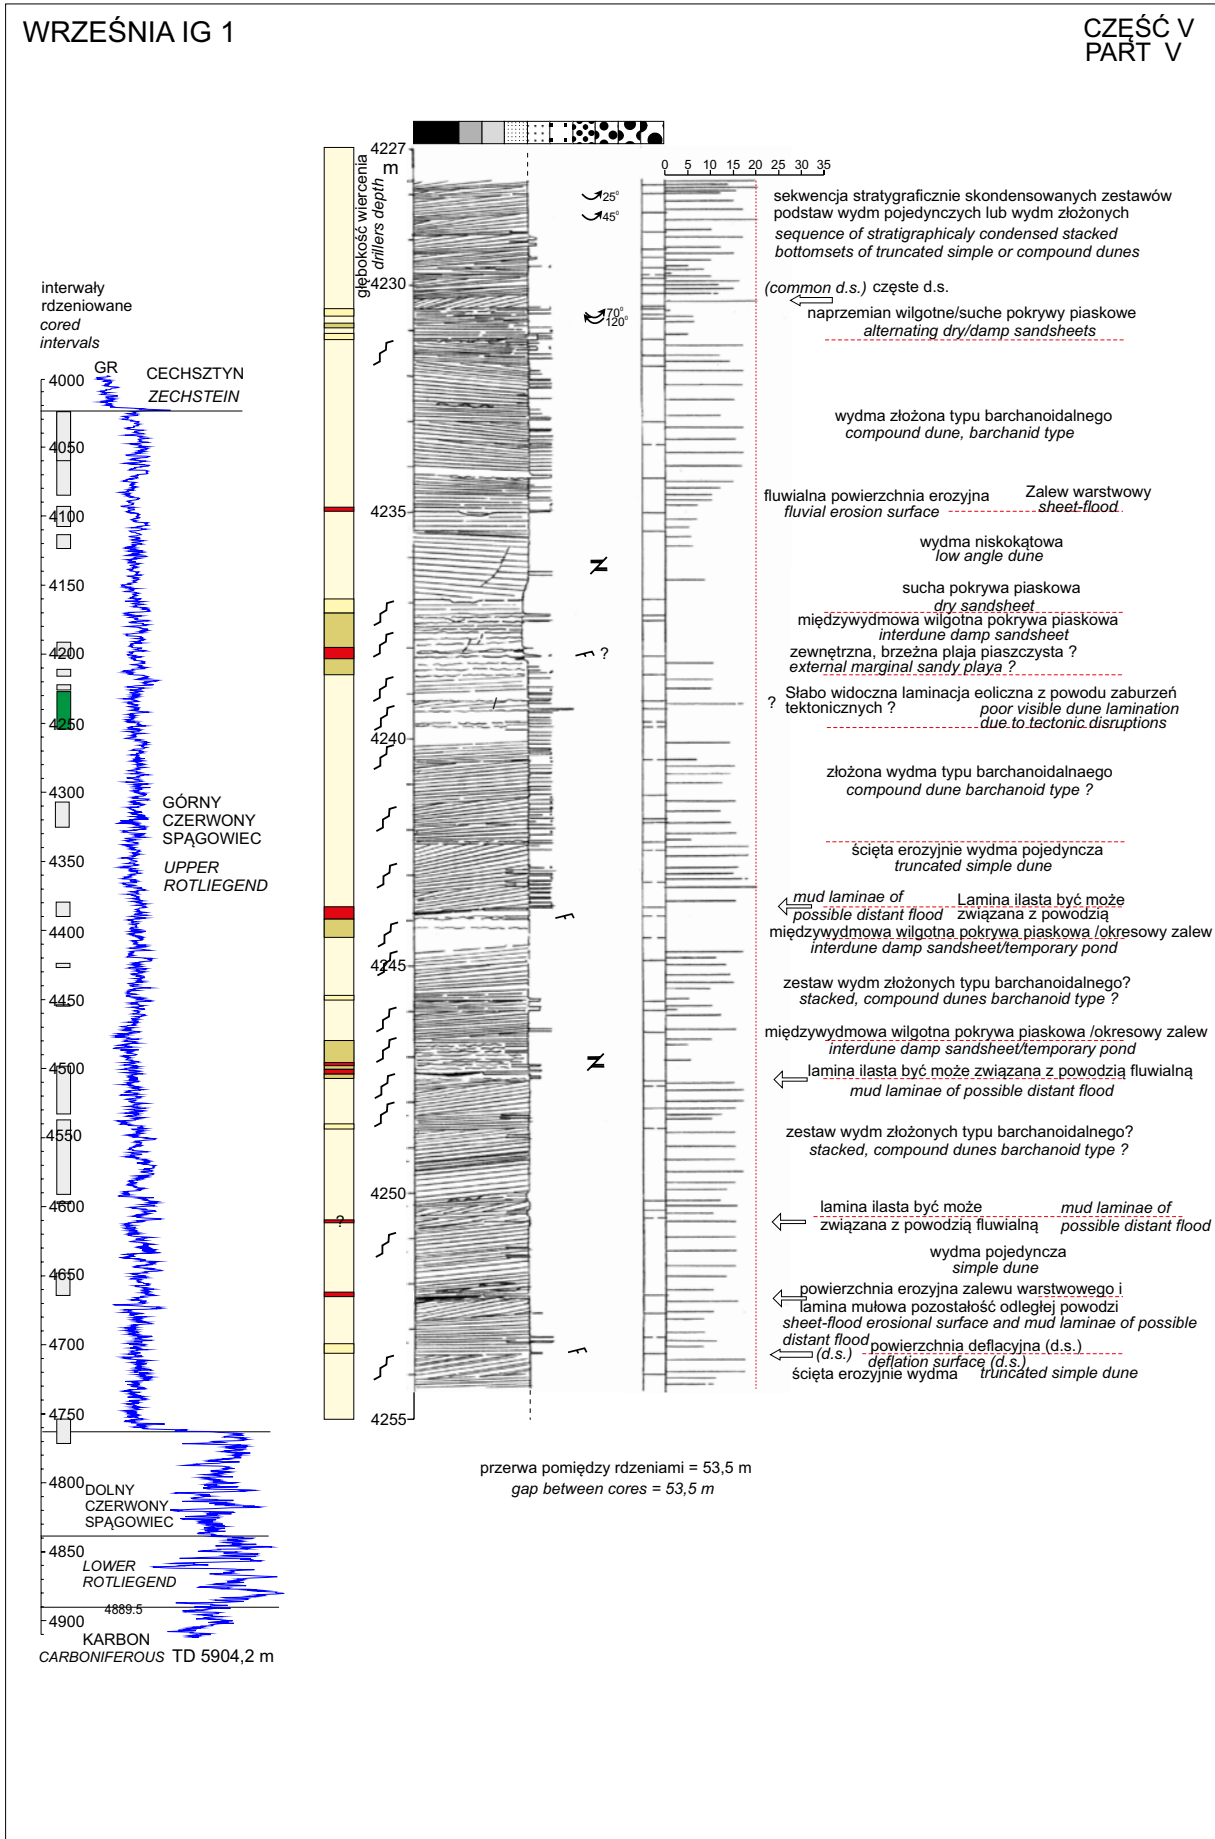 WRZEŚNIA IG 1
CZĘŚĆ V
PART V
głębokość wiercenia
drillers depth
4227
m
4230
4235
4240
4245
4250
4255
0 5 10 15 20 25 30 35
25°
45°
70°
120°
?
sekwencja stratygraficznie skondensowanych zestawów
podstaw wydm pojedynczych lub wydm złożonych
sequence of stratigraphicaly condensed stacked
bottomsets of truncated simple or compound dunes
(common d.s.) częste d.s.
naprzemian wilgotne/suche pokrywy piaskowe
alternating dry/damp sandsheets
wydma złożona typu barchanoidalnego
compound dune, barchanid type
fluwialna powierzchnia erozyjna
fluvial erosion surface
Zalew warstwowy
sheet-flood
wydma niskokątowa
low angle dune
sucha pokrywa piaskowa
dry sandsheet
międzywydmowa wilgotna pokrywa piaskowa
interdune damp sandsheet
zewnętrzna, brzeżna plaja piaszczysta ?
external marginal sandy playa ?
? Słabo widoczna laminacja eoliczna z powodu zaburzeń
tektonicznych ?
poor visible dune lamination
due to tectonic disruptions
złożona wydma typu barchanoidalnaego
compound dune barchanoid type ?
ścięta erozyjnie wydma pojedyncza
truncated simple dune
mud laminae of
possible distant flood
Lamina ilasta być może
związana z powodzią
międzywydmowa wilgotna pokrywa piaskowa /okresowy zalew
interdune damp sandsheet/temporary pond
zestaw wydm złożonych typu barchanoidalnego?
stacked, compound dunes barchanoid type ?
międzywydmowa wilgotna pokrywa piaskowa /okresowy zalew
interdune damp sandsheet/temporary pond
lamina ilasta być może związana z powodzią fluwialną
mud laminae of possible distant flood
zestaw wydm złożonych typu barchanoidalnego?
stacked, compound dunes barchanoid type ?
lamina ilasta być może
związana z powodzią fluwialną
mud laminae of
possible distant flood
wydma pojedyncza
simple dune
powierzchnia erozyjna zalewu warstwowego i
lamina mułowa pozostałość odległej powodzi
sheet-flood erosional surface and mud laminae of possible
distant flood
powierzchnia deflacyjna (d.s.)
(d.s.)
deflation surface (d.s.)
ścięta erozyjnie wydma
truncated simple dune
przerwa pomiędzy rdzeniami = 53,5 m
gap between cores = 53,5 m
interwały
rdzeniowane
cored
intervals
GR
CECHSZTYN
ZECHSTEIN
4000
4050
4100
4150
4200
4250
4300
4350
4400
4450
4500
4550
4600
4650
4700
4750
4800
4850
4900
GÓRNY
CZERWONY
SPĄGOWIEC
UPPER
ROTLIEGEND
?
DOLNY
CZERWONY
SPĄGOWIEC
LOWER
ROTLIEGEND
4889.5
KARBON
CARBONIFEROUS TD 5904,2 m